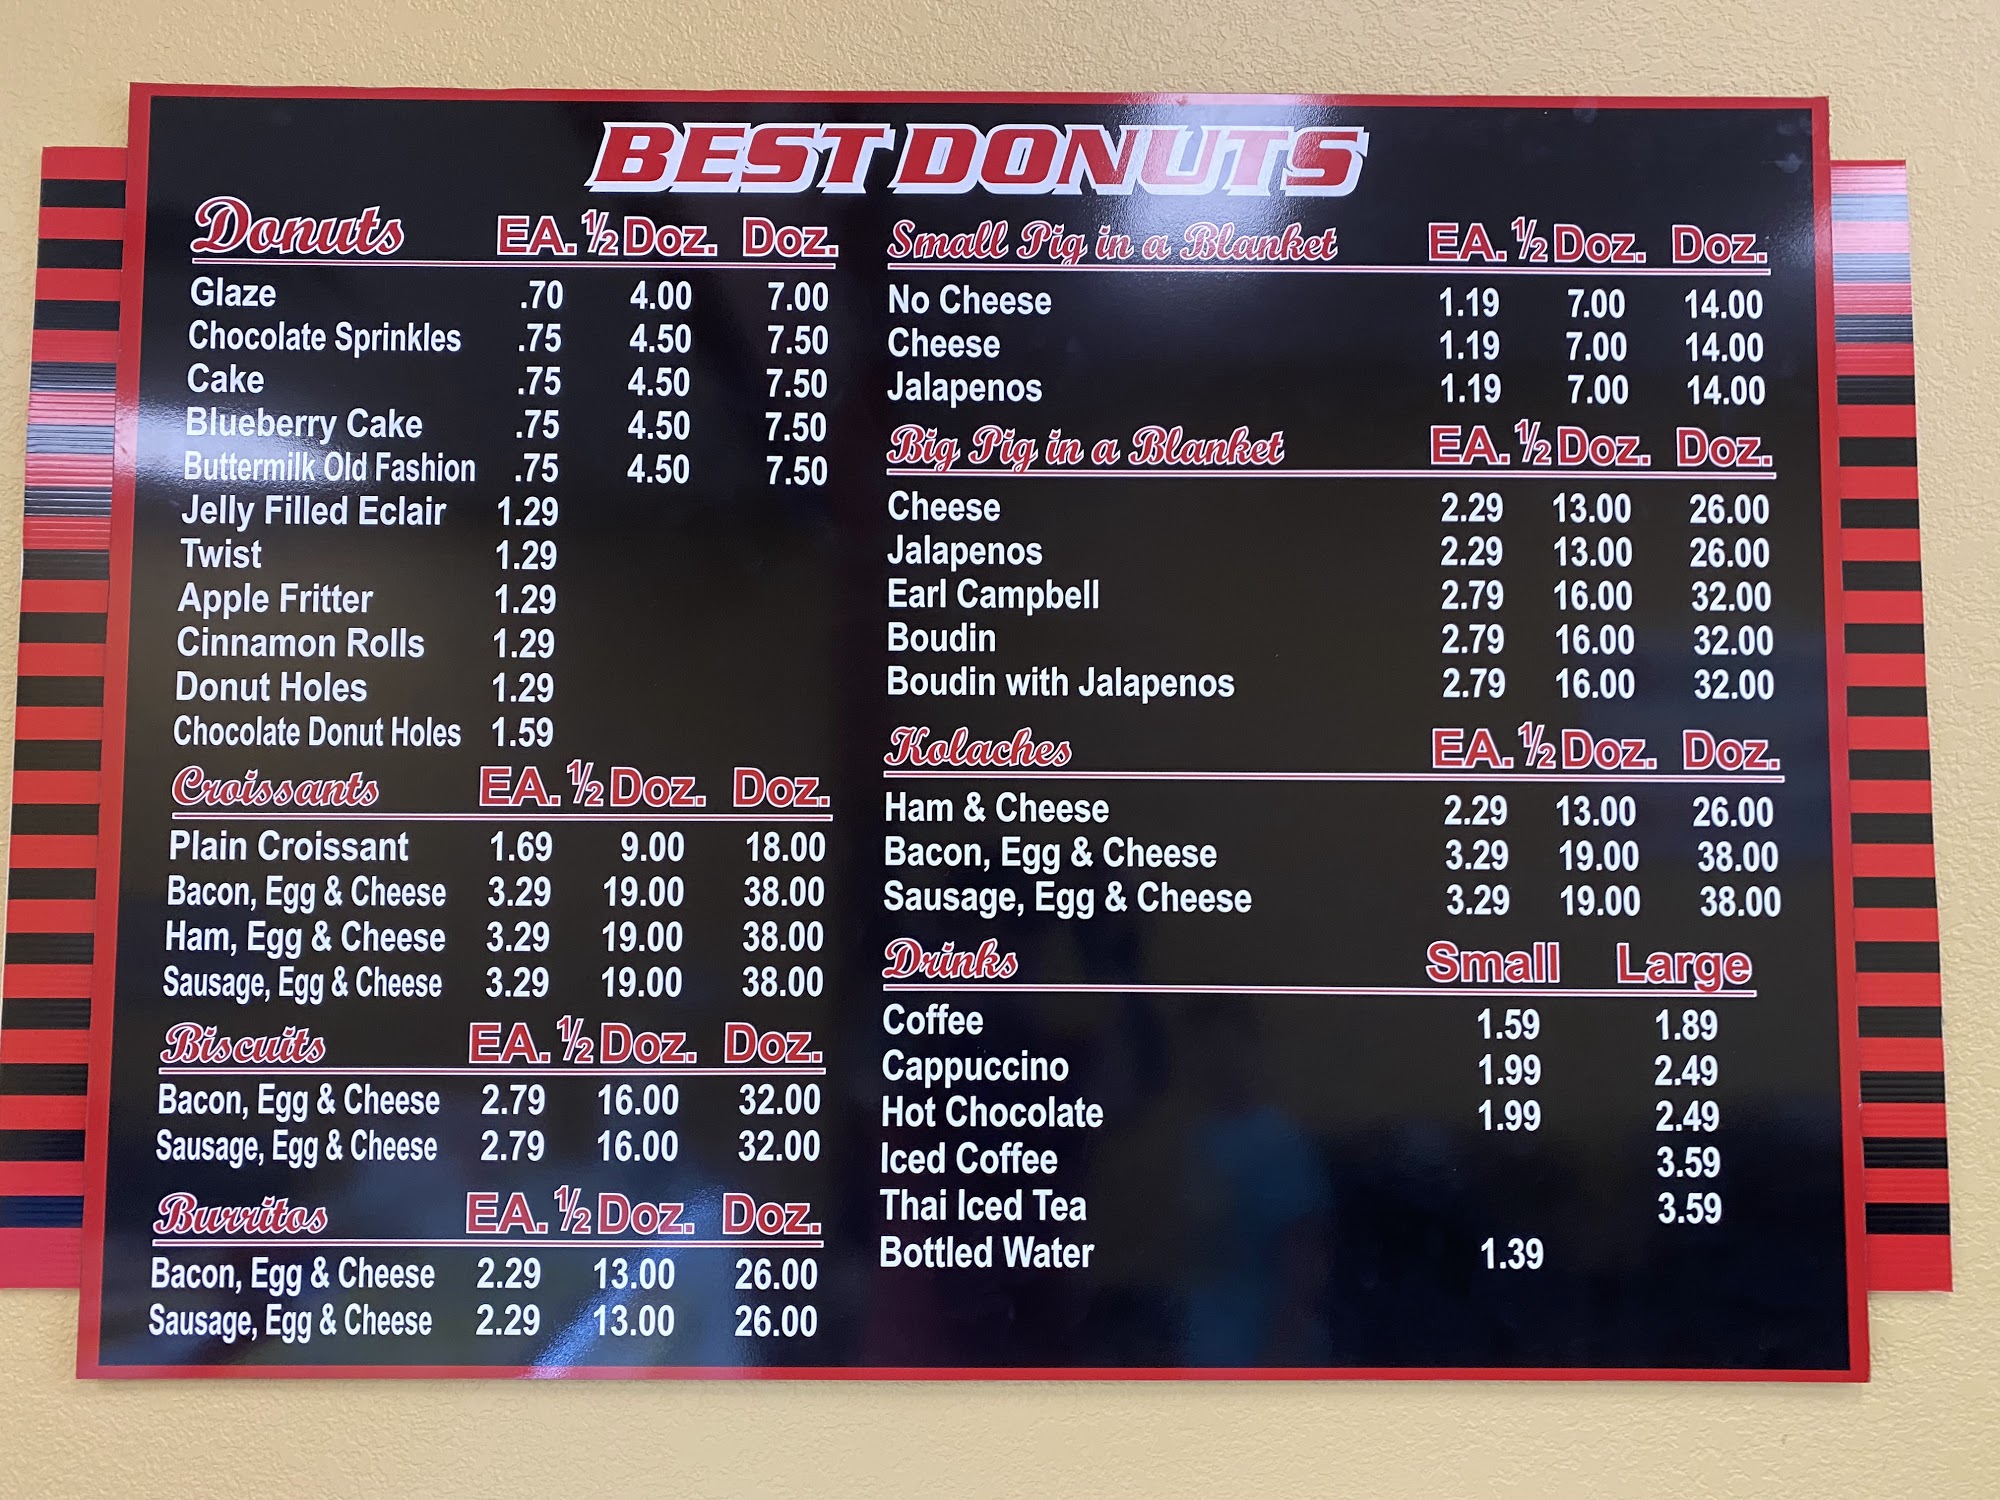 BEST DONUTS
Donuts EA. ½ Doz. Doz.
Glaze .70 4.00 7.00
Chocolate Sprinkles .75 4.50 7.50
Cake .75 4.50 7.50
Blueberry Cake .75 4.50 7.50
Buttermilk Old Fashion .75 4.50 7.50
Jelly Filled Eclair 1.29
Twist 1.29
Apple Fritter 1.29
Cinnamon Rolls 1.29
Donut Holes 1.29
Chocolate Donut Holes 1.59
Croissants EA. ½ Doz. Doz.
Plain Croissant 1.69 9.00 18.00
Bacon, Egg & Cheese 3.29 19.00 38.00
Ham, Egg & Cheese 3.29 19.00 38.00
Sausage, Egg & Cheese 3.29 19.00 38.00
Biscuits EA. ½ Doz. Doz.
Bacon, Egg & Cheese 2.79 16.00 32.00
Sausage, Egg & Cheese 2.79 16.00 32.00
Burritos EA. ½ Doz. Doz.
Bacon, Egg & Cheese 2.29 13.00 26.00
Sausage, Egg & Cheese 2.29 13.00 26.00
Small Pig in a Blanket EA. ½ Doz. Doz.
No Cheese 1.19 7.00 14.00
Cheese 1.19 7.00 14.00
Jalapenos 1.19 7.00 14.00
Big Pig in a Blanket EA. ½ Doz. Doz.
Cheese 2.29 13.00 26.00
Jalapenos 2.29 13.00 26.00
Earl Campbell 2.79 16.00 32.00
Boudin 2.79 16.00 32.00
Boudin with Jalapenos 2.79 16.00 32.00
Kolaches EA. ½ Doz. Doz.
Ham & Cheese 2.29 13.00 26.00
Bacon, Egg & Cheese 3.29 19.00 38.00
Sausage, Egg & Cheese 3.29 19.00 38.00
Drinks Small Large
Coffee 1.59 1.89
Cappuccino 1.99 2.49
Hot Chocolate 1.99 2.49
Iced Coffee 3.59
Thai Iced Tea 3.59
Bottled Water 1.39